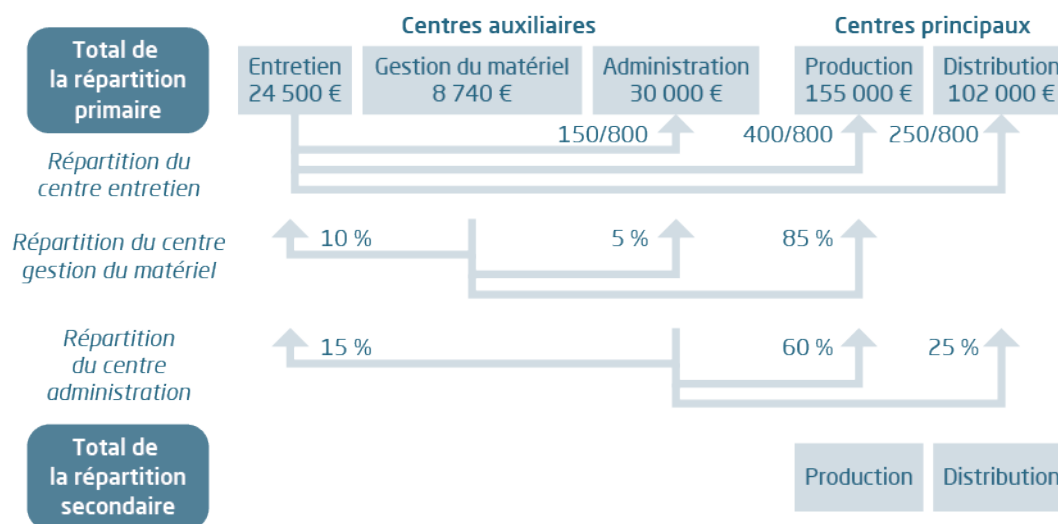 Centres auxiliaires
Centres principaux
Total de
la répartition
primaire
Entretien
24 500 €
Gestion du matériel
8 740 €
Administration
30 000 €
Production
155 000 €
Distribution
102 000 €
150/800
400/800
250/800
Répartition du
centre entretien
Répartition du centre
gestion du matériel
10 %
5 %
85 %
Répartition
du centre
administration
15 %
60 %
25 %
Total de
la répartition
secondaire
Production
Distribution